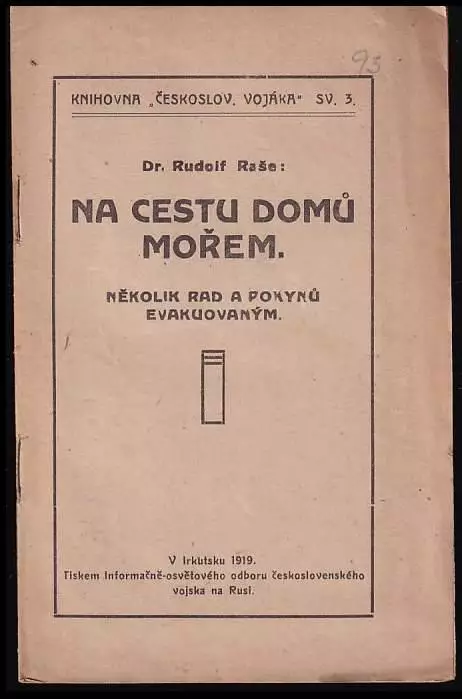 93
KNIHOVNA „ČESKOSLOV. VOJÁKA" SV. 3.
Dr. Rudolf Raše:
NA CESTU DOMŮ
MOŘEM.
NĚKOLIK RAD A POKYNŮ
EVAKUOVANÝM.
V Irkutsku 1919.
Tiskem Informačně-osvětového odboru československého
vojska na Rusi.